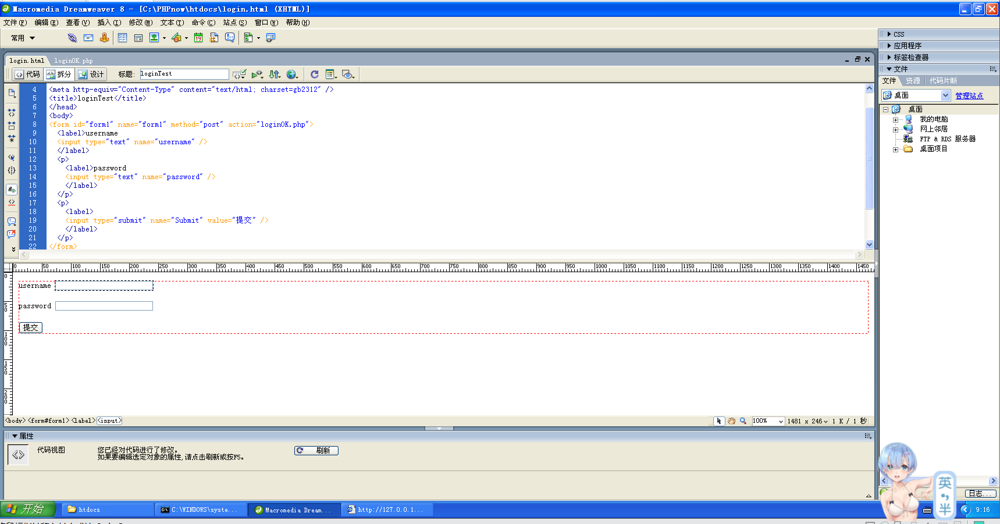 Macromedia Dreamweaver 8 - [C:\PHPnow\htdocs\login.html (XHTML)]
文件(F) 编辑(E) 查看(V) 插入(I) 修改(M) 文本(T) 命令(C) 站点(S) 窗口(W) 帮助(H)
常用
login.html loginOK.php
代码 拆分 设计 标题: loginTest
4 <meta http-equiv="Content-Type" content="text/html; charset=gb2312" />
5 <title>loginTest</title>
6 </head>
7 <body>
8 <form id="form1" name="form1" method="post" action="loginOK.php">
9 <label>username
10 <input type="text" name="username" />
11 </label>
12 <p>
13 <label>password
14 <input type="text" name="password" />
15 </label>
16 </p>
17 <p>
18 <label>
19 <input type="submit" name="Submit" value="提交" />
20 </label>
21 </p>
22 </form>
0 50 100 150 200 250 300 350 400 450 500 550 600 650 700 750 800 850 900 950 1000 1050 1100 1150 1200 1250 1300 1350 1400 1450
0
50
100
150
200
username
password
提交
<body> <form#form1> <label> <input>
100% 1481 x 246 1 K / 1 秒
属性
代码视图 您已经对代码进行了修改。
如果要编辑选定对象的属性,请点击刷新或按F5。
刷新
CSS
应用程序
标签检查器
文件
文件 资源 代码片断
桌面 管理站点
桌面
我的电脑
网上邻居
FTP & RDS 服务器
桌面项目
日志...
英
半
开始 htdocs C:\WINDOWS\syste... Macromedia Dream... http://127.0.0.1... 9:16